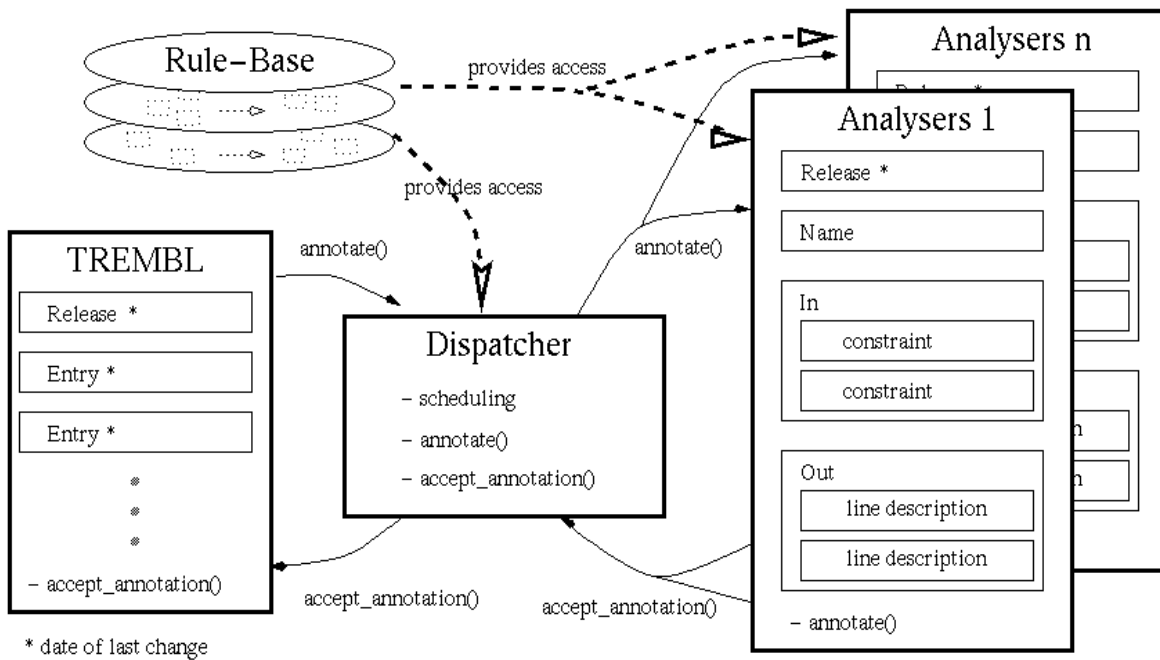 Rule-Base
provides access
provides access
Analysers n
Release *
n
n
Analysers 1
Release *
Name
In
constraint
constraint
Out
line description
line description
- annotate()
TREMBL
Release *
Entry *
Entry *
- accept_annotation()
annotate()
Dispatcher
- scheduling
- annotate()
- accept_annotation()
annotate()
accept_annotation()
accept_annotation()
* date of last change